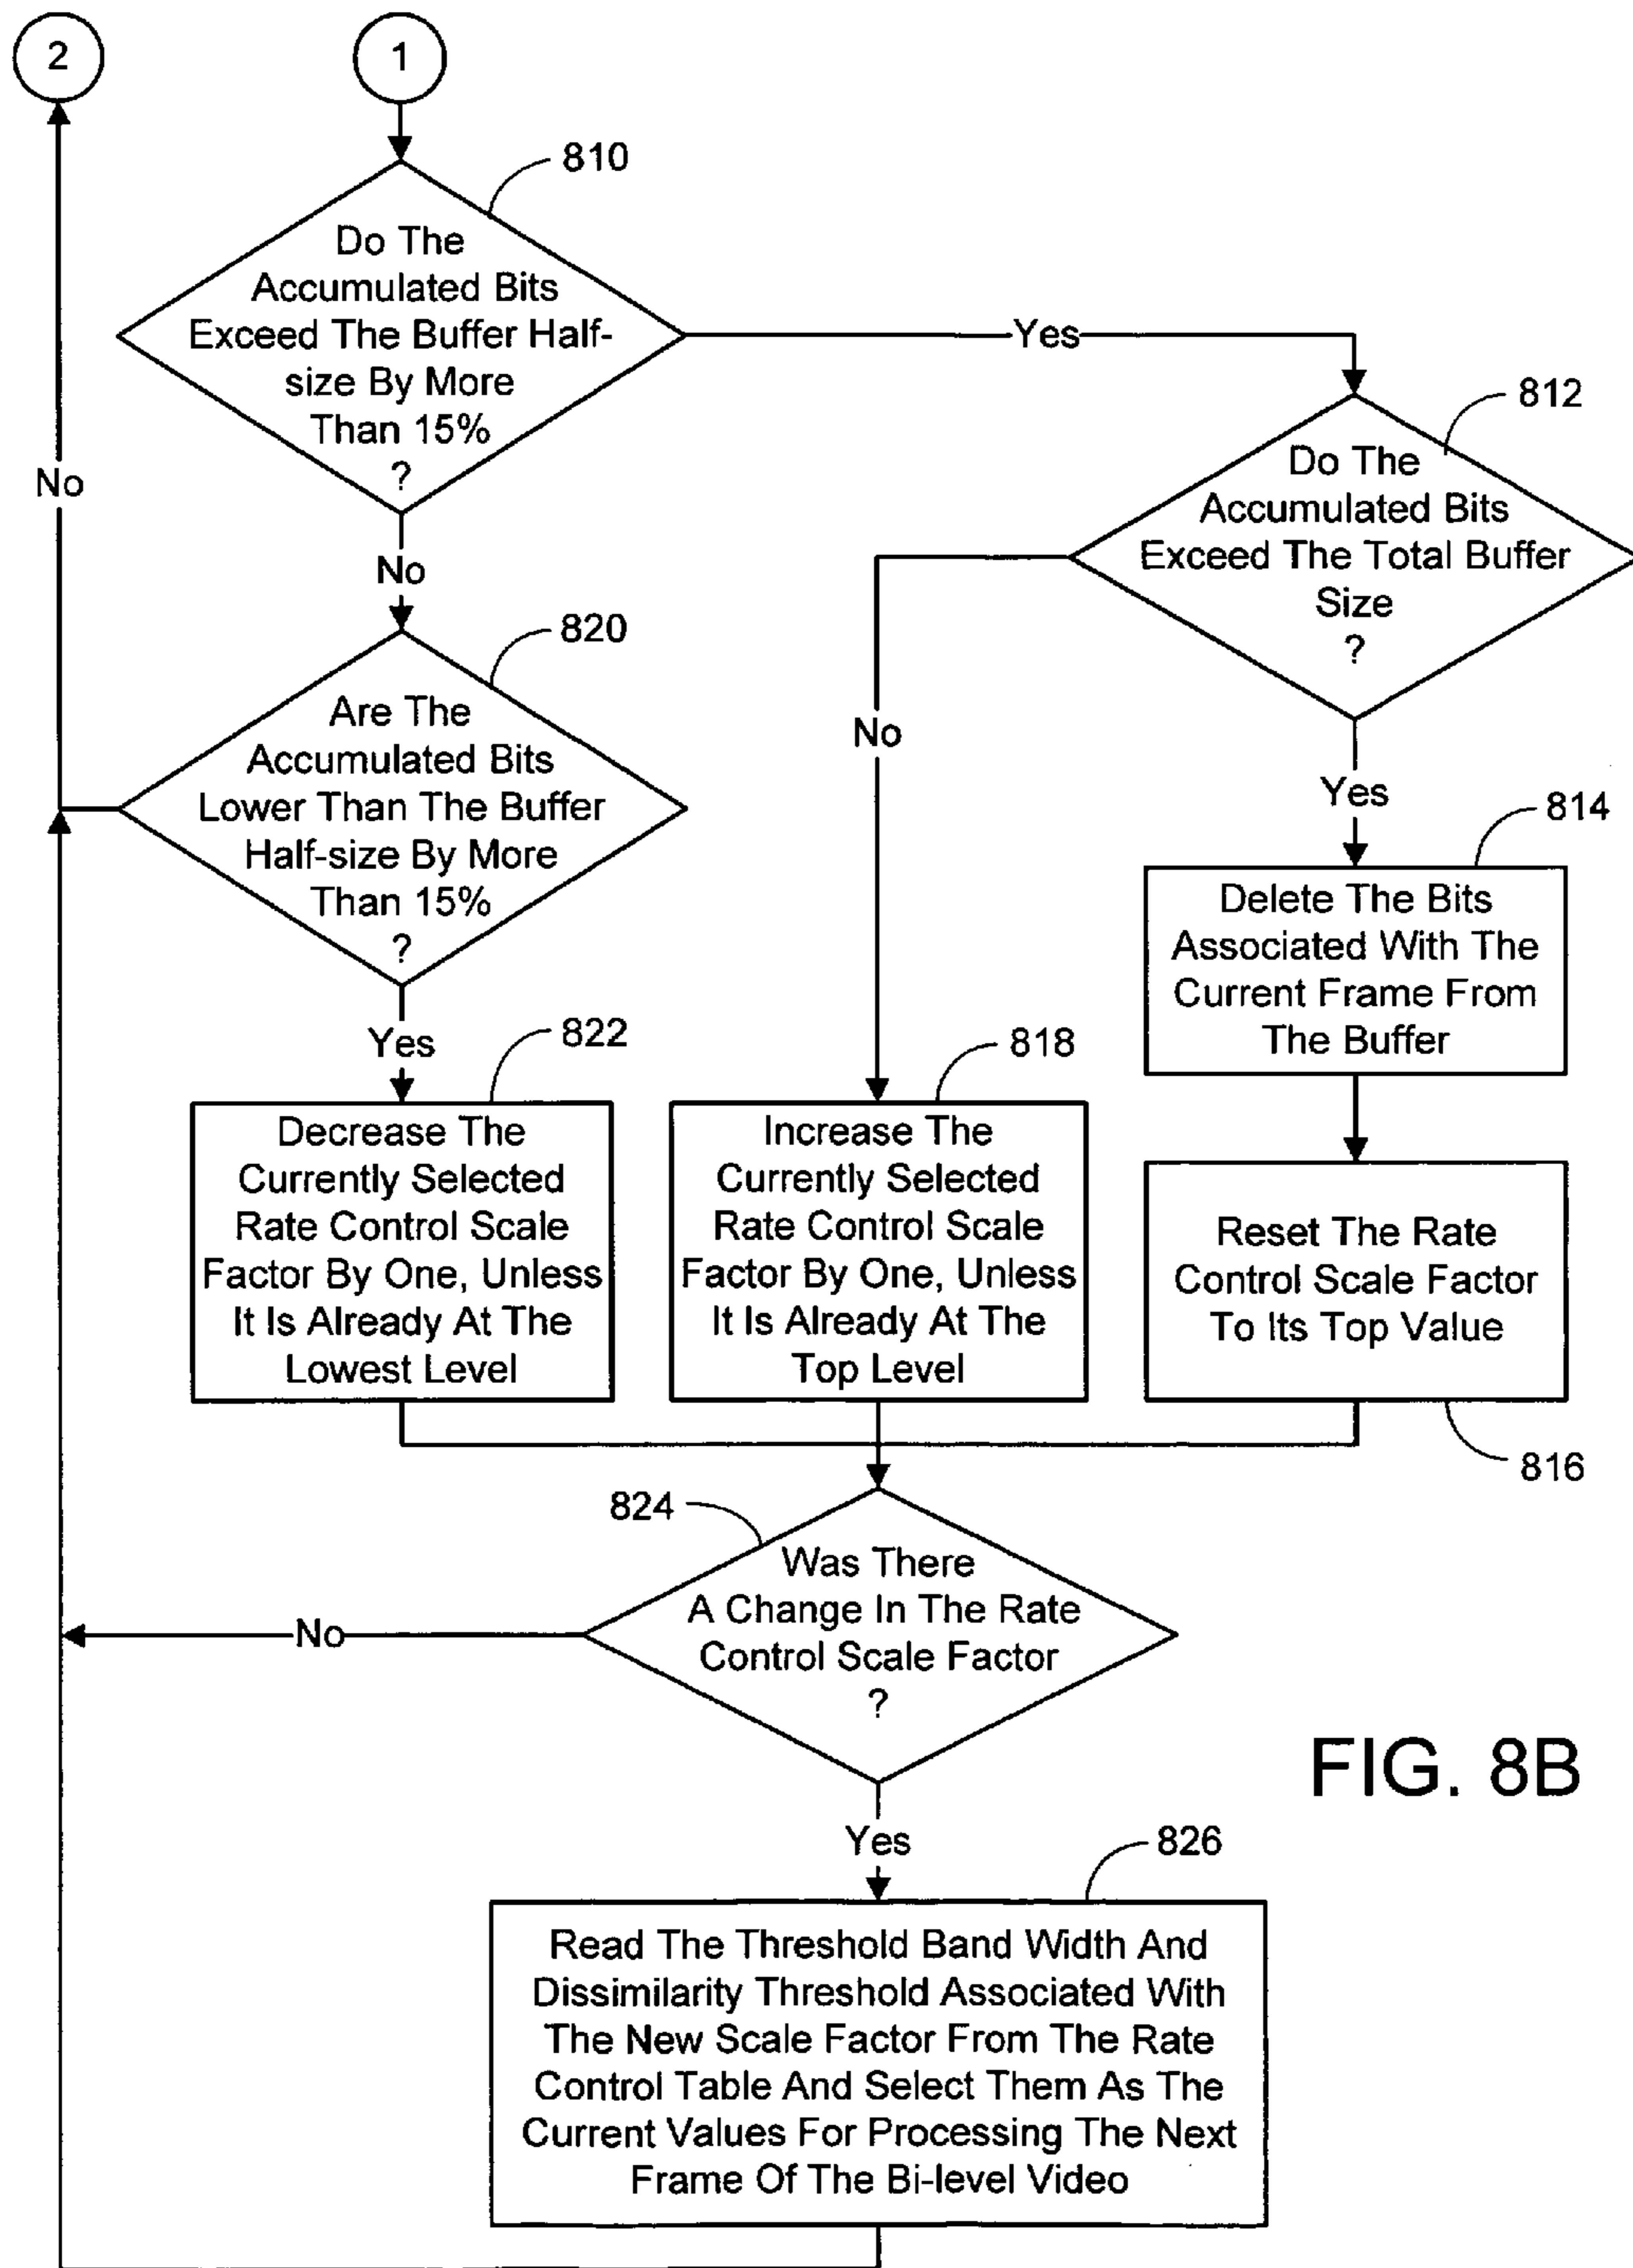 2
1
810
Do The
Accumulated Bits
Exceed The Buffer Half-
size By More
Than 15%
?
Yes
812
Do The
Accumulated Bits
Exceed The Total Buffer
Size
?
No
No
820
Are The
Accumulated Bits
Lower Than The Buffer
Half-size By More
Than 15%
?
No
Yes
814
Delete The Bits
Associated With The
Current Frame From
The Buffer
Yes
822
818
Decrease The
Currently Selected
Rate Control Scale
Factor By One, Unless
It Is Already At The
Lowest Level
Increase The
Currently Selected
Rate Control Scale
Factor By One, Unless
It Is Already At The
Top Level
Reset The Rate
Control Scale Factor
To Its Top Value
816
824
Was There
A Change In The Rate
Control Scale Factor
?
No
FIG. 8B
Yes
826
Read The Threshold Band Width And
Dissimilarity Threshold Associated With
The New Scale Factor From The Rate
Control Table And Select Them As The
Current Values For Processing The Next
Frame Of The Bi-level Video